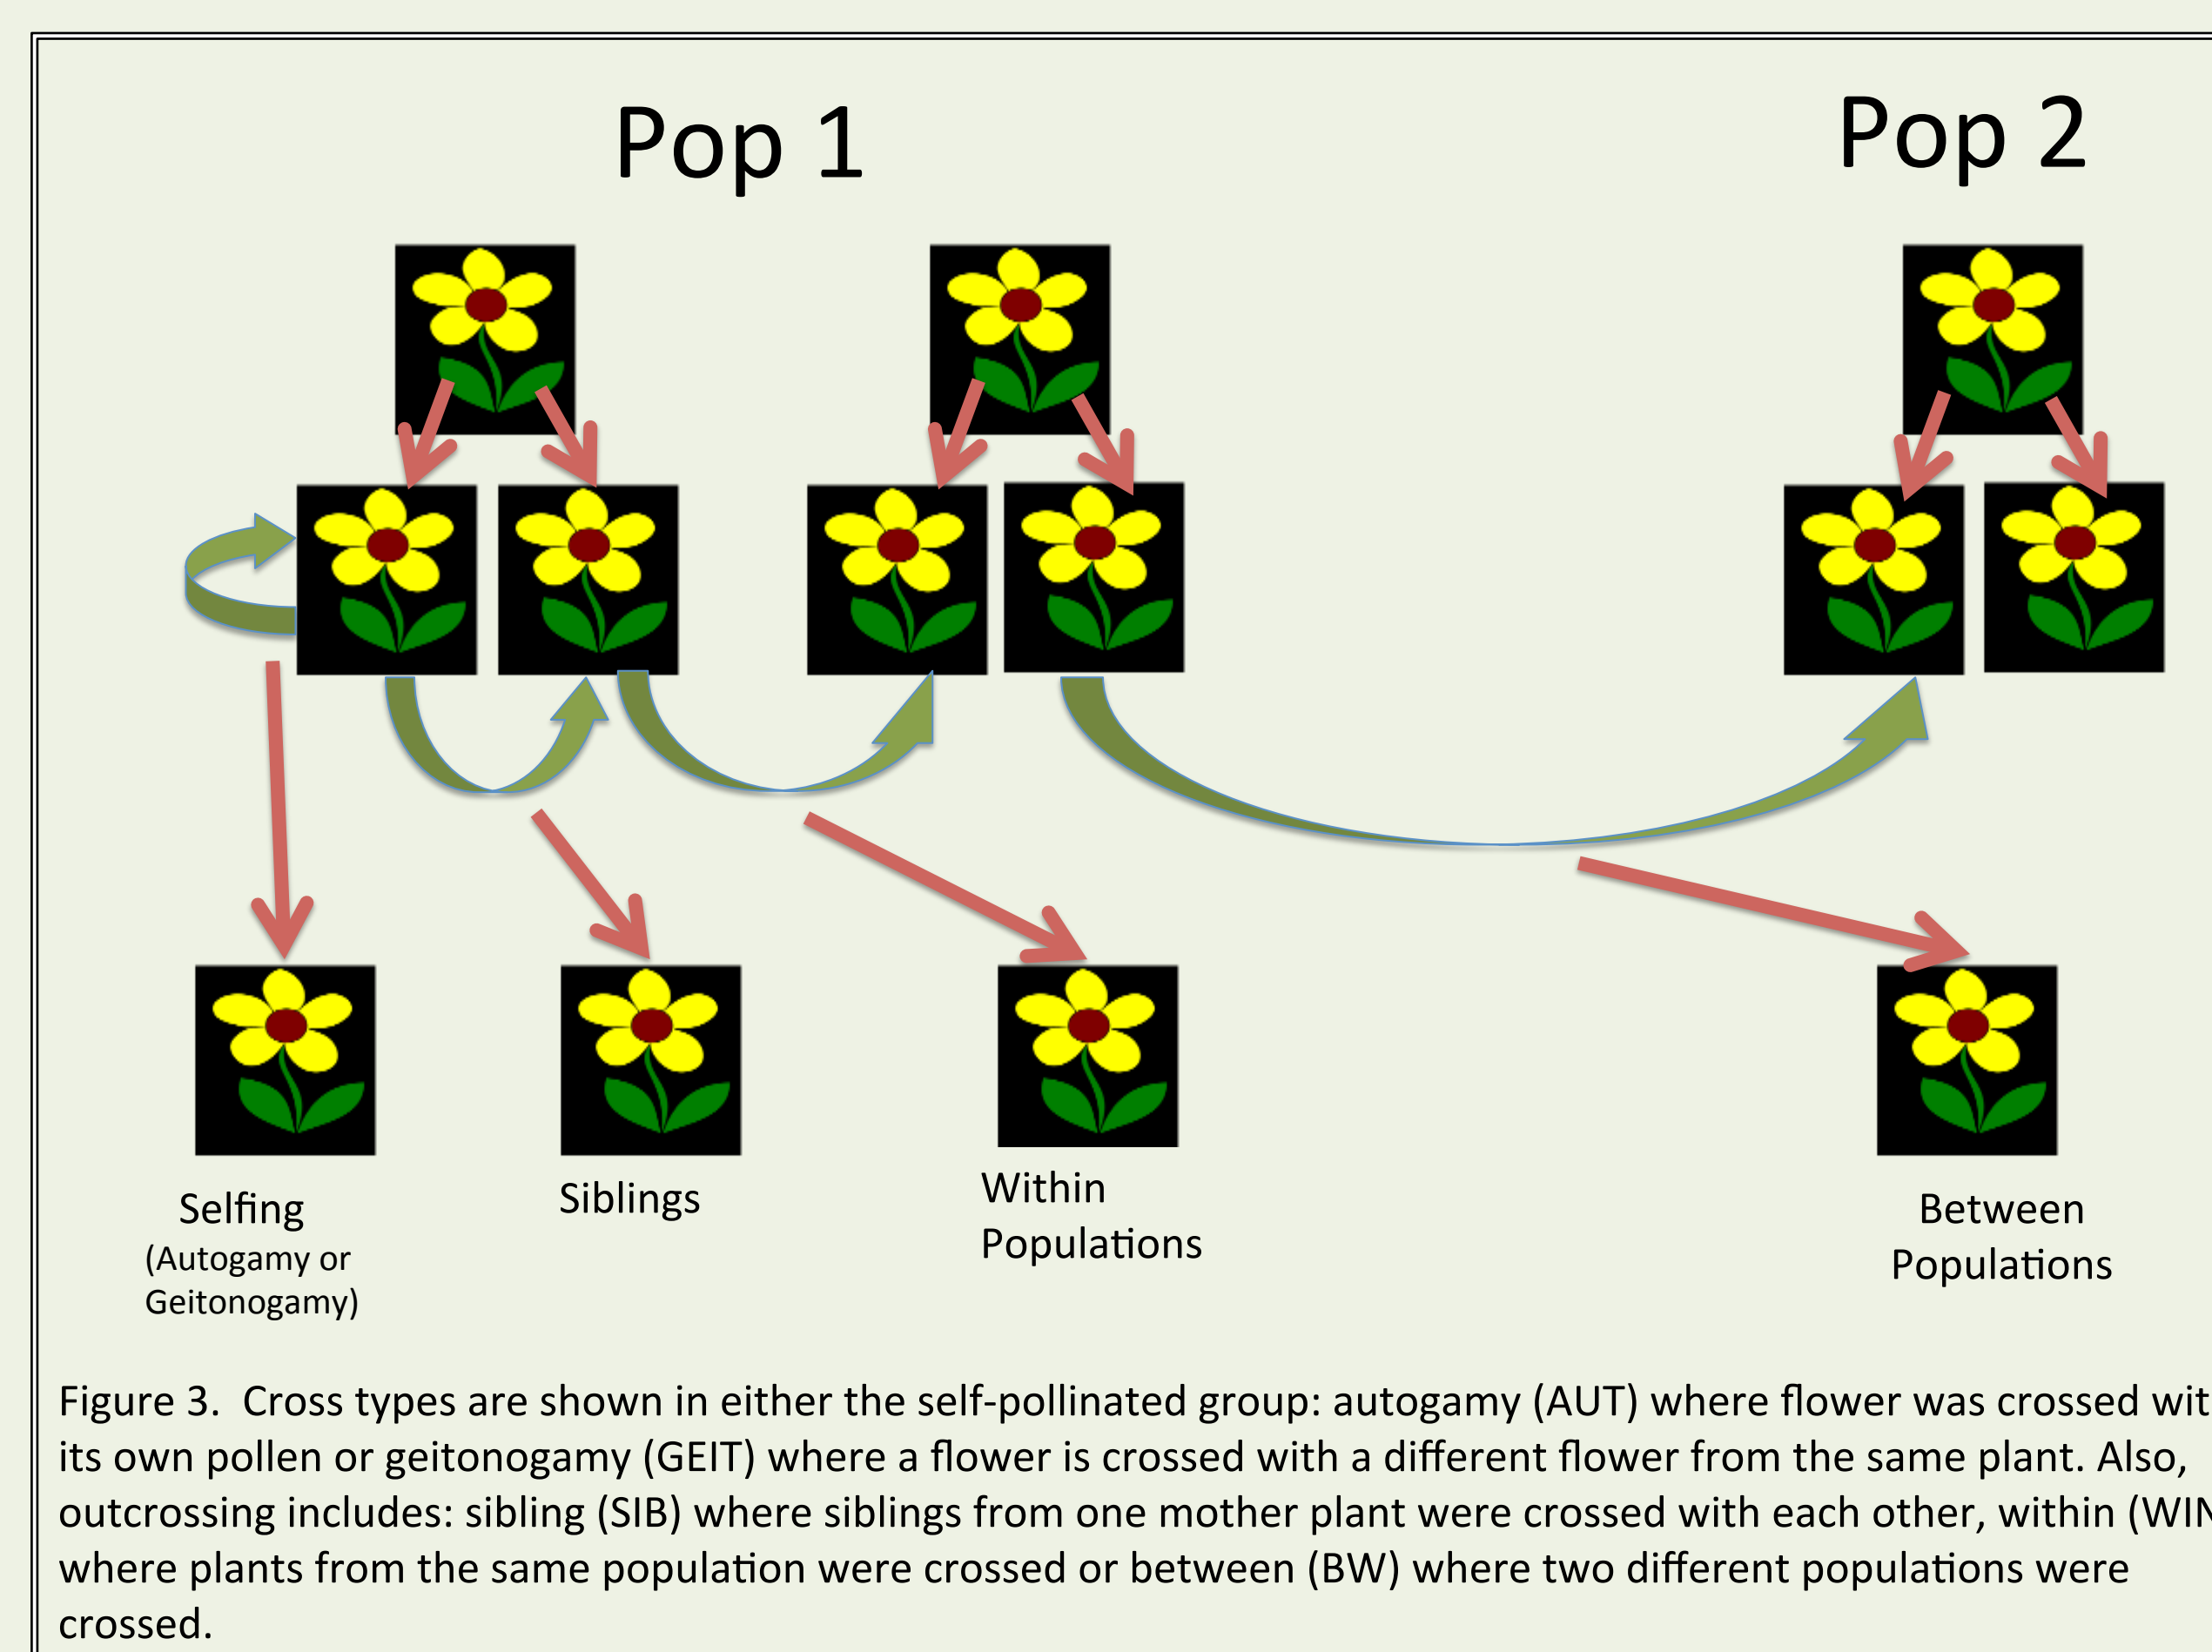 Pop 1
Pop 2
Selfing
(Autogamy or
Geitonogamy)
Siblings
Within
Populations
Between
Populations
Figure 3.  Cross types are shown in either the self-pollinated group: autogamy (AUT) where flower was crossed wit
its own pollen or geitonogamy (GEIT) where a flower is crossed with a different flower from the same plant. Also,
outcrossing includes: sibling (SIB) where siblings from one mother plant were crossed with each other, within (WIN
where plants from the same population were crossed or between (BW) where two different populations were
crossed.